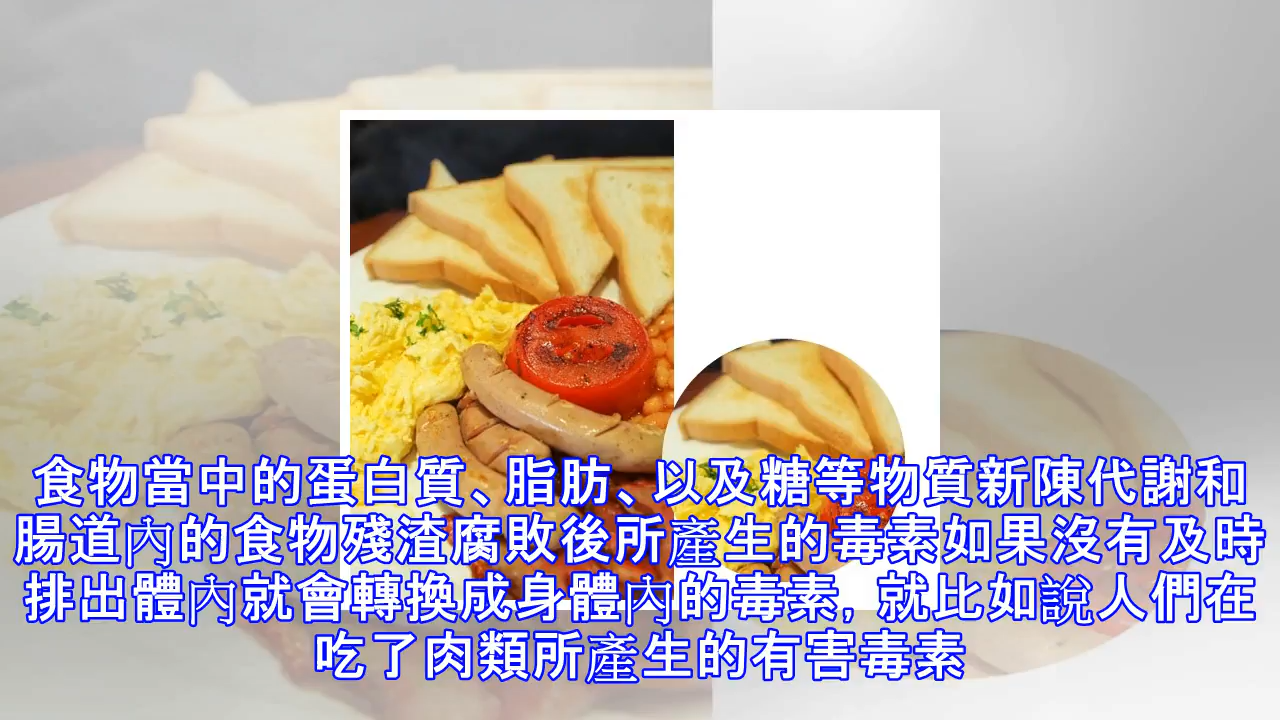 食物當中的蛋白質、脂肪、以及糖等物質新陳代謝和
腸道內的食物殘渣腐敗後所產生的毒素如果沒有及時
排出體內就會轉換成身體內的毒素, 就比如說人們在
吃了肉類所產生的有害毒素